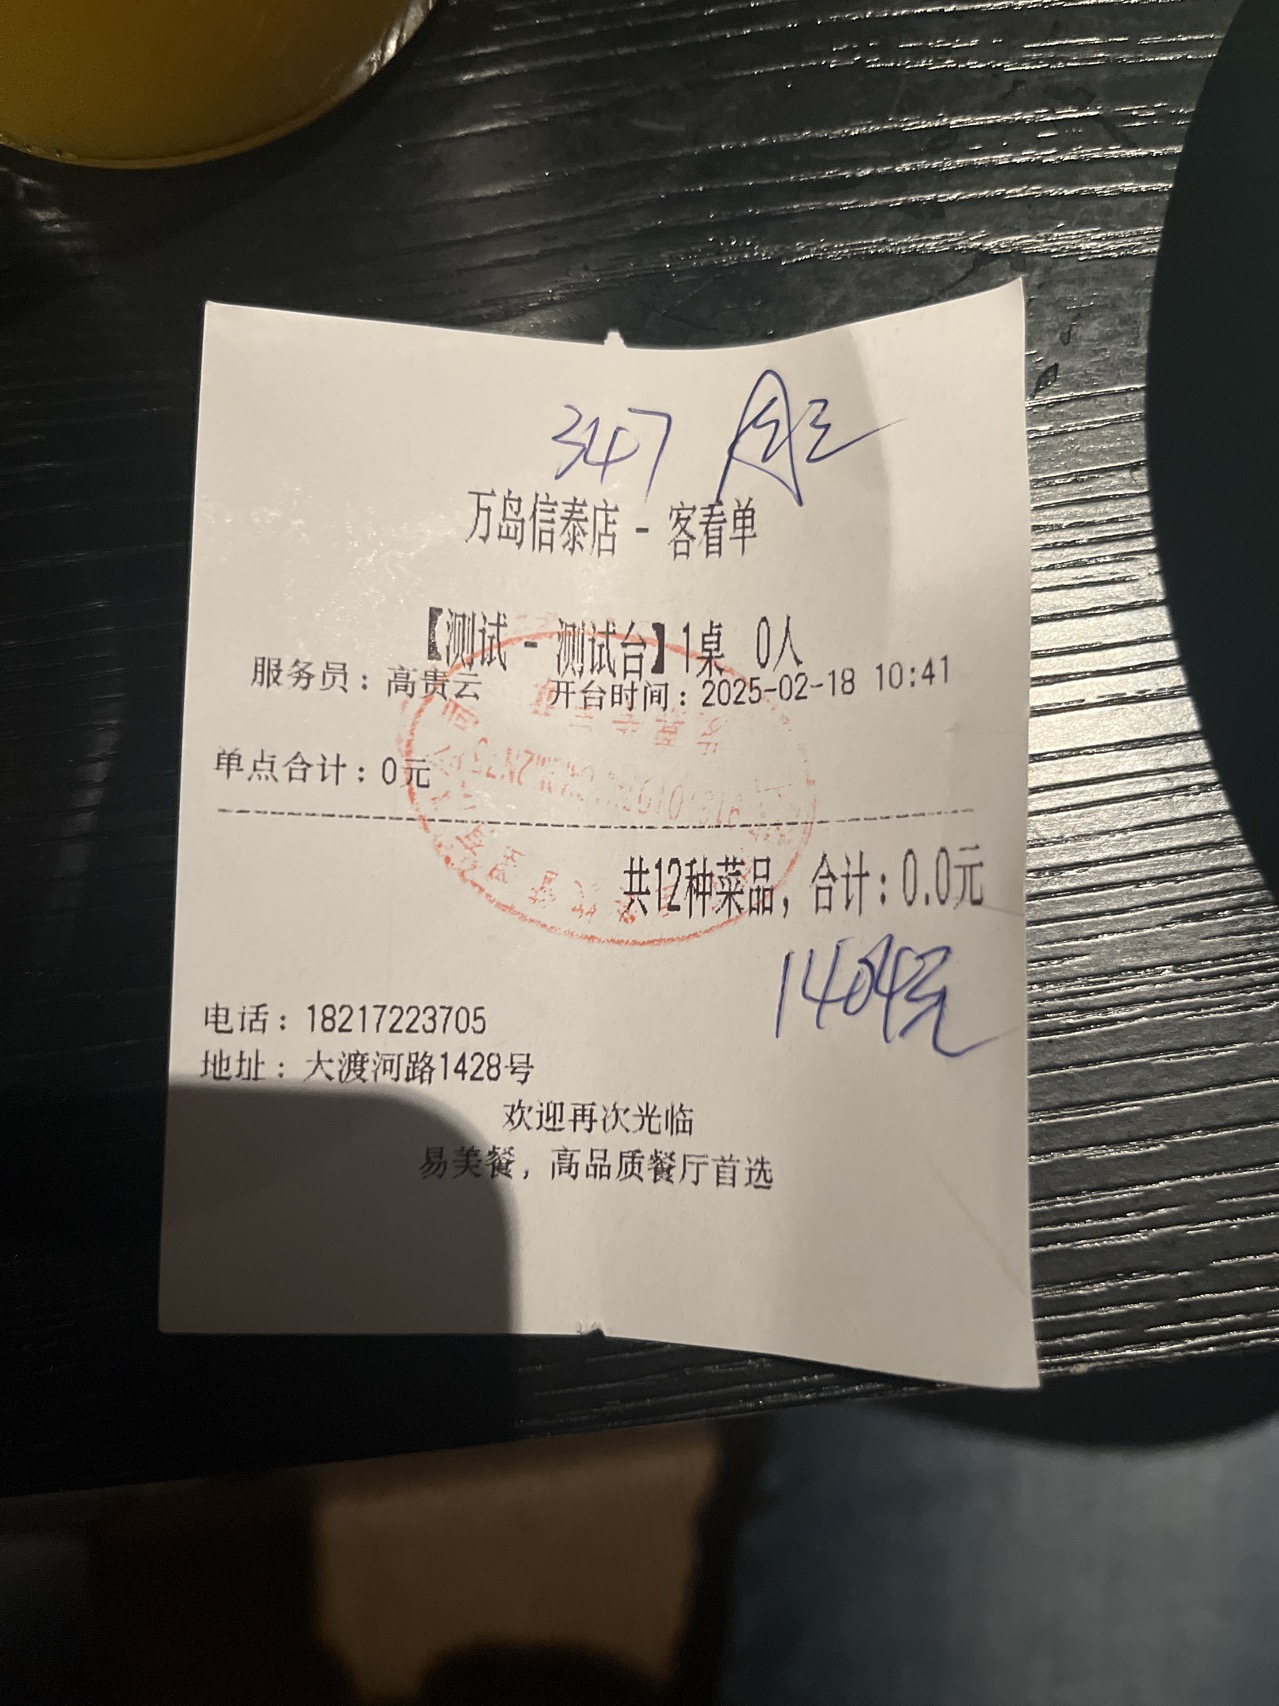 347
万岛信泰店 - 客看单
【测试 - 测试台】1桌 0人
服务员：高贵云 开台时间：2025-02-18 10:41
单点合计：0元
共12种菜品，合计：0.0元
1404元
电话：18217223705
地址：大渡河路1428号
欢迎再次光临
易美餐，高品质餐厅首选